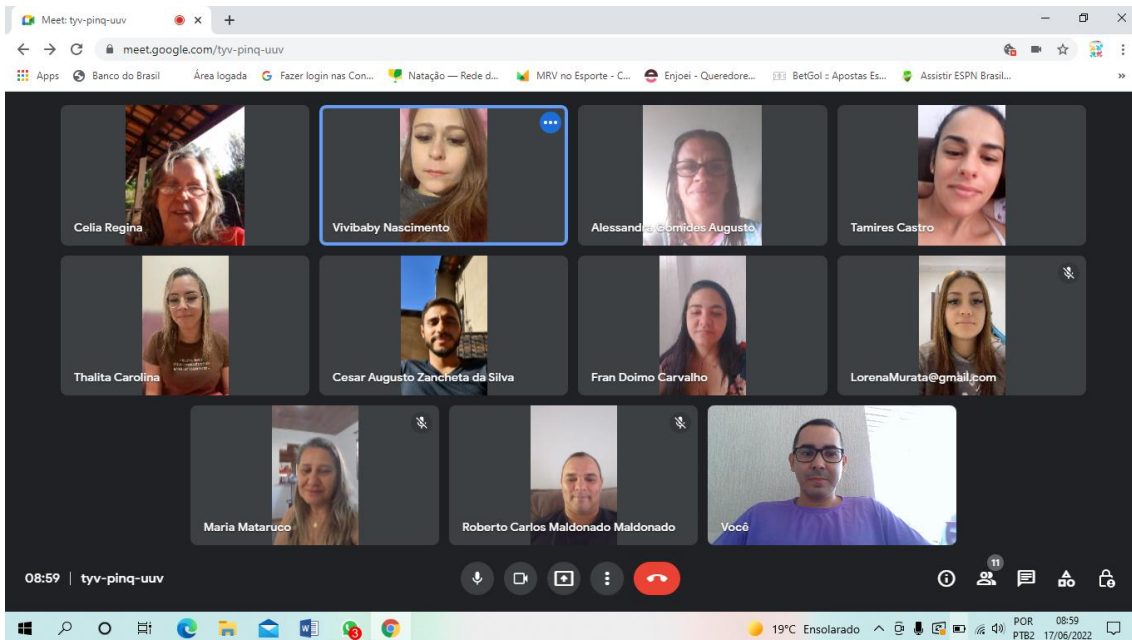 Meet: tyv-pinq-uuv
meet.google.com/tyv-pinq-uuv
Apps Banco do Brasil Área logada Fazer login nas Con... Natação — Rede d... MRV no Esporte - C... Enjoei - Queredore... BetGol :: Apostas Es... Assistir ESPN Brasil... »
Celia Regina
Vivibaby Nascimento
Alessandra Gomides Augusto
Tamires Castro
Thalita Carolina
Cesar Augusto Zancheta da Silva
Fran Doimo Carvalho
LorenaMurata@gmail.com
Maria Mataruco
Roberto Carlos Maldonado Maldonado
Você
08:59 | tyv-pinq-uuv
11
3
19°C Ensolarado
POR
PTB2
08:59
17/06/2022